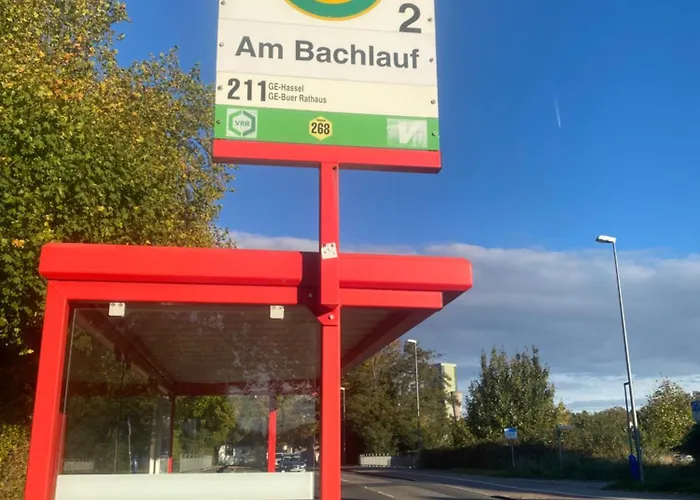 2
Am Bachlauf
211 GE-Hassel
GE-Buer Rathaus
VRR
268